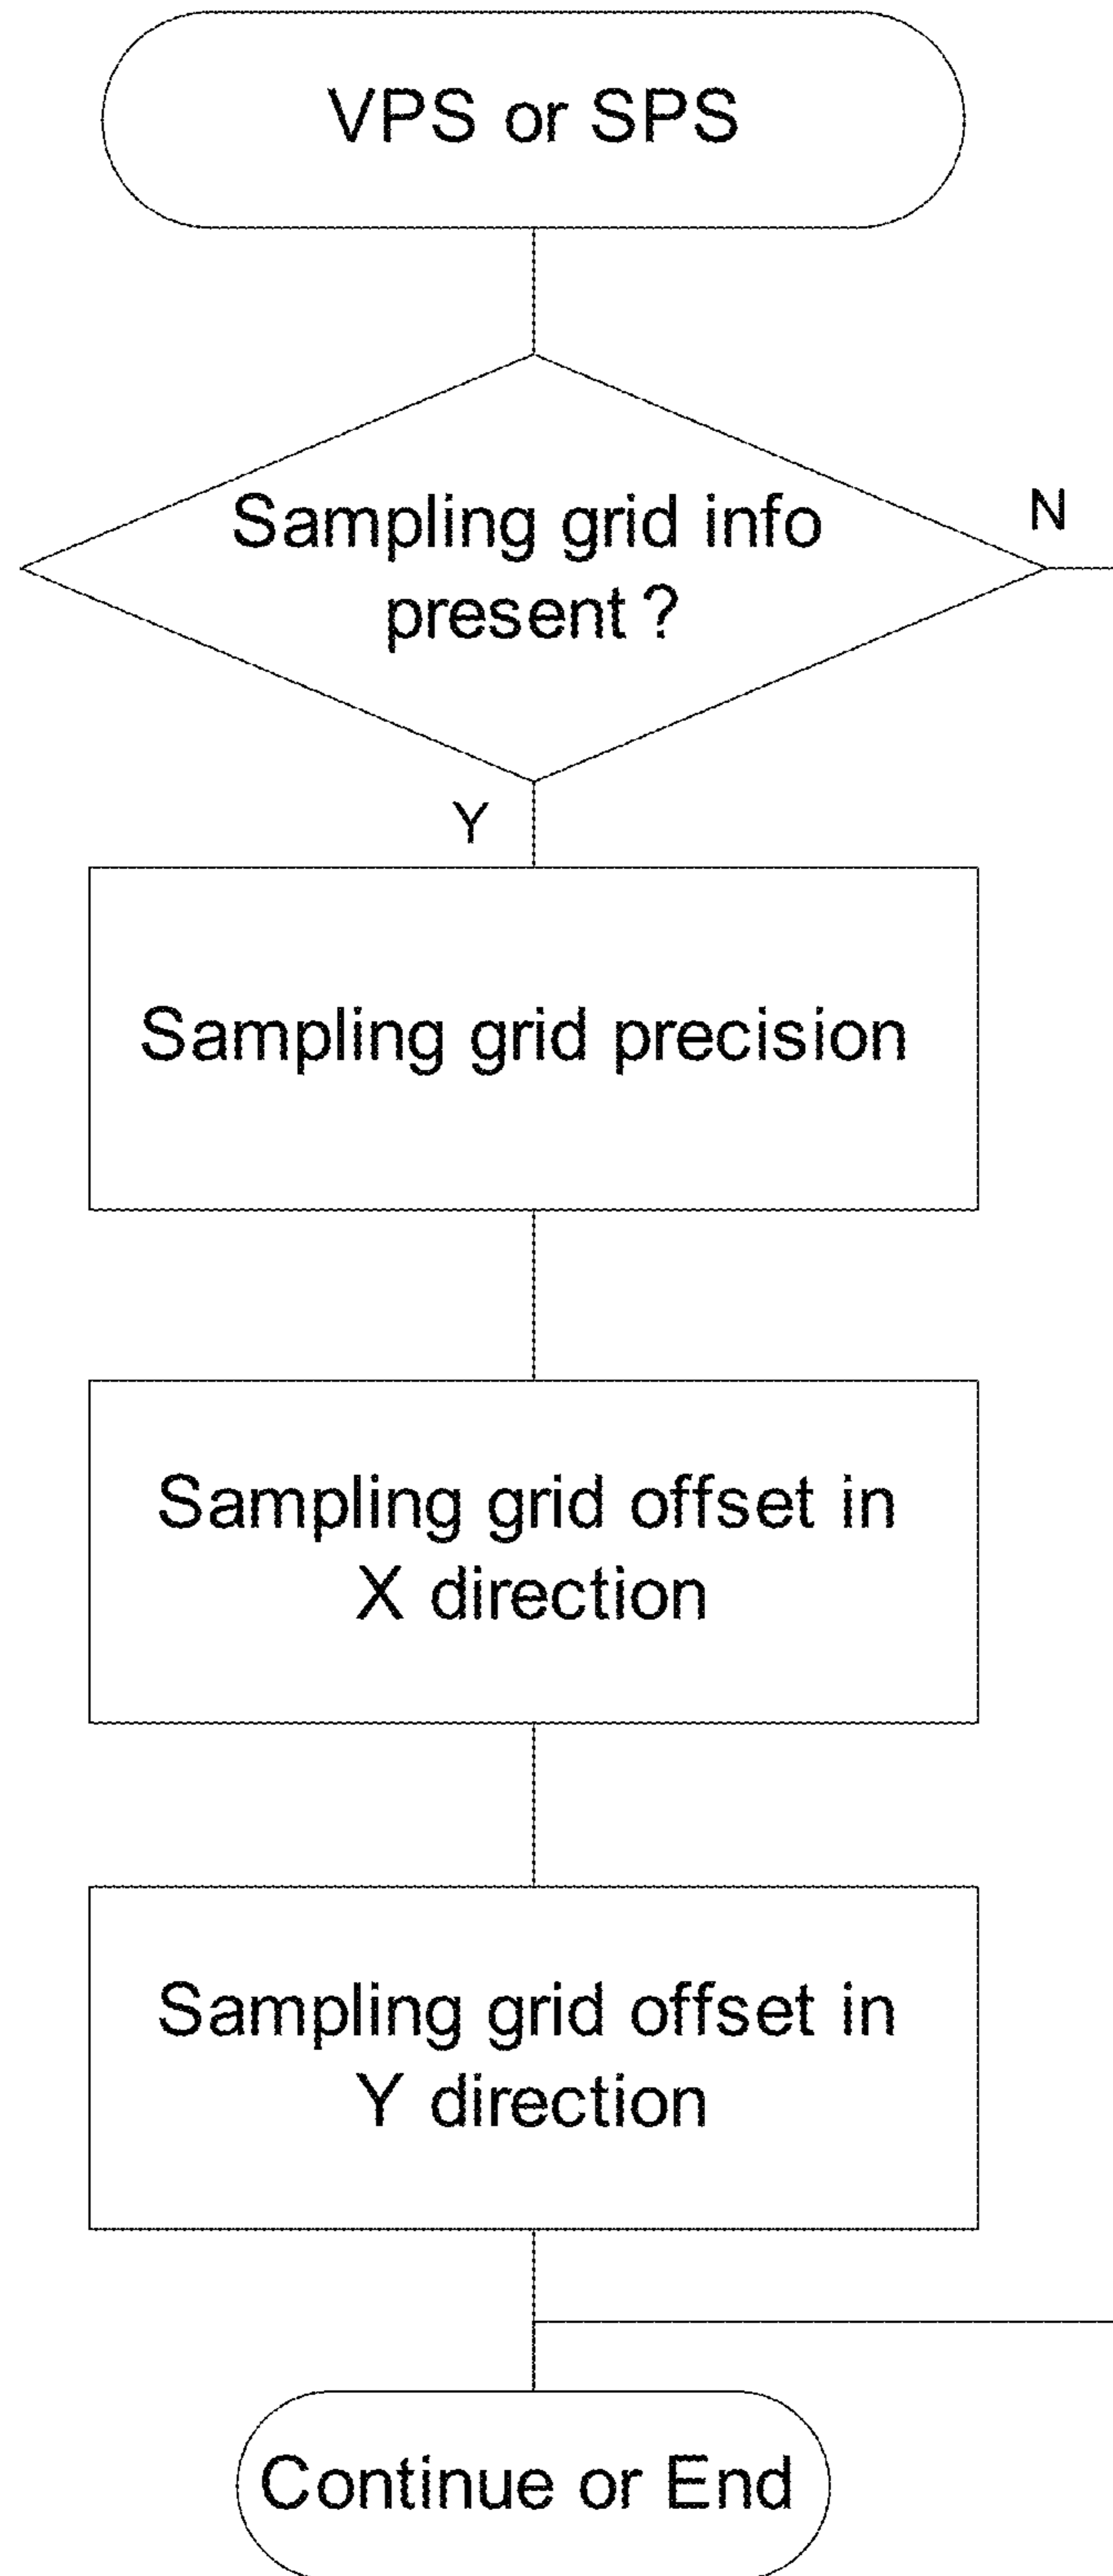 VPS or SPS
Sampling grid info
present ?
N
Y
Sampling grid precision
Sampling grid offset in
X direction
Sampling grid offset in
Y direction
Continue or End